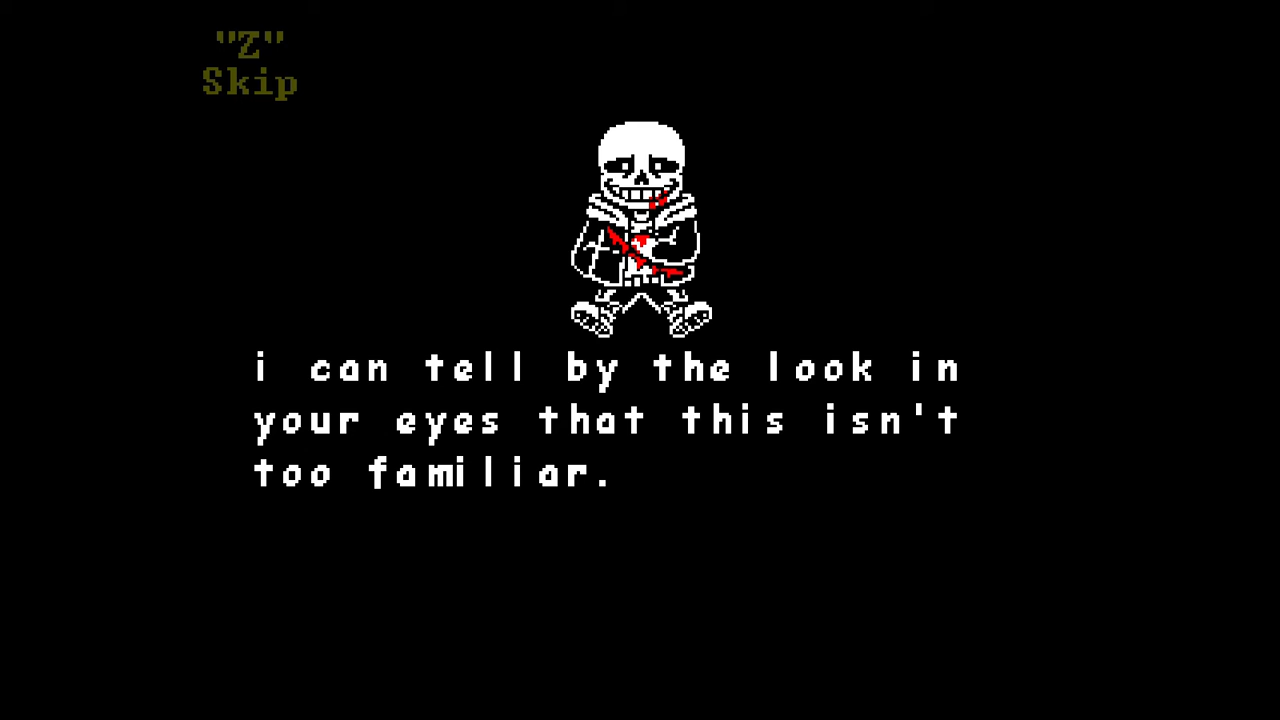 "Z"
Skip
i can tell by the look in
your eyes that this isn't
too familiar.